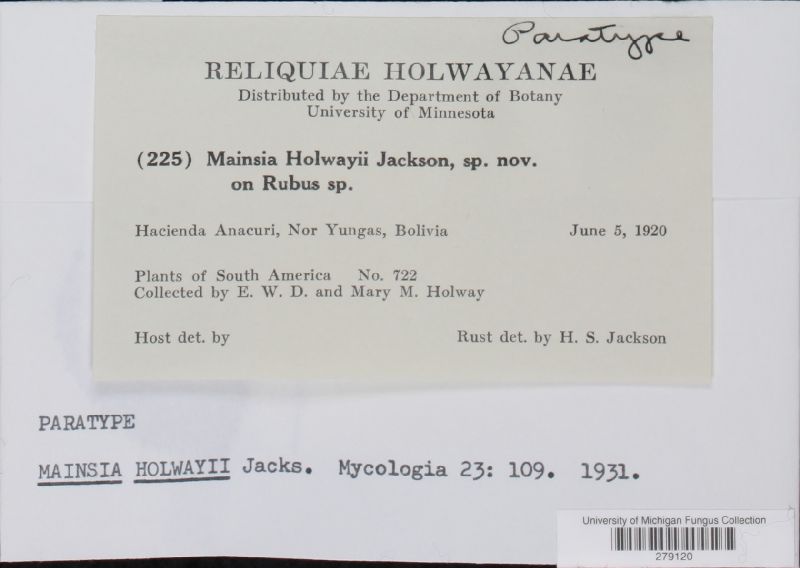 Paratype
RELIQUIAE HOLWAYANAE
Distributed by the Department of Botany
University of Minnesota
(225) Mainsia Holwayii Jackson, sp. nov.
on Rubus sp.
Hacienda Anacuri, Nor Yungas, Bolivia June 5, 1920
Plants of South America No. 722
Collected by E. W. D. and Mary M. Holway
Host det. by Rust det. by H. S. Jackson
PARATYPE
MAINSIA HOLWAYII Jacks. Mycologia 23: 109. 1931.
University of Michigan Fungus Collection
279120